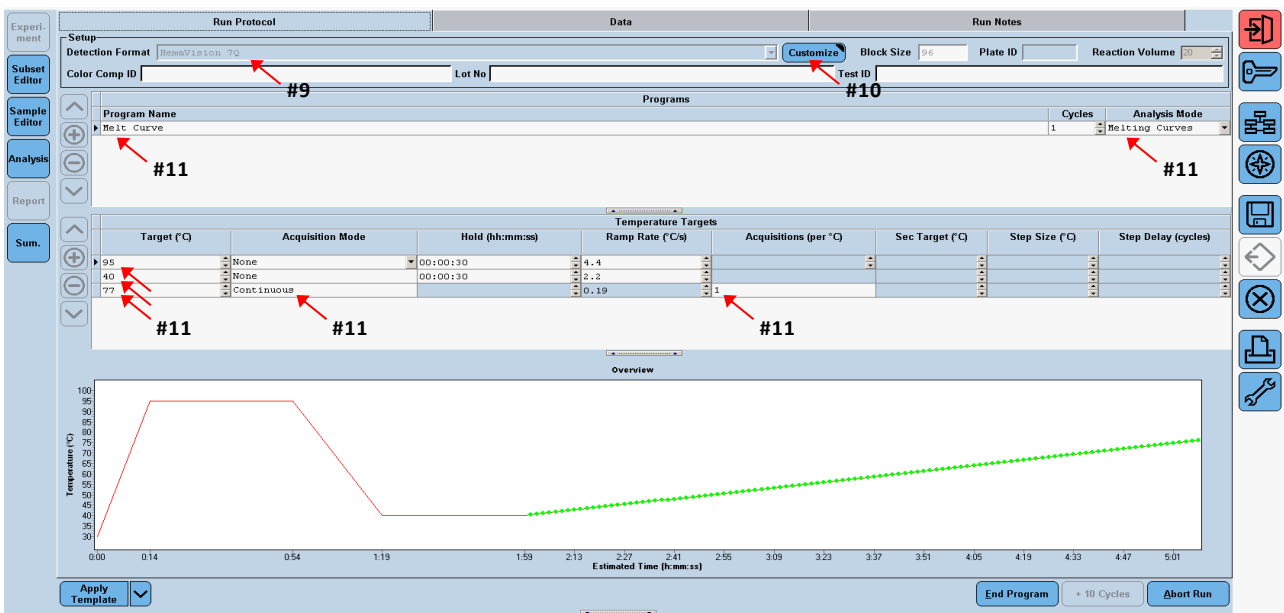 Run Protocol Data Run Notes
Experi-
ment
Subset
Editor
Sample
Editor
Analysis
Report
Sum.
Setup
Detection Format HemaVision 7Q Customize Block Size 96 Plate ID Reaction Volume 20
Color Comp ID Lot No Test ID
#9 #10
Programs
Program Name Cycles Analysis Mode
Melt Curve 1 Melting Curves
#11 #11
Temperature Targets
Target (°C) Acquisition Mode Hold (hh:mm:ss) Ramp Rate (°C/s) Acquisitions (per °C) Sec Target (°C) Step Size (°C) Step Delay (cycles)
95 None 00:00:30 4.4
40 None 00:00:30 2.2
77 Continuous 0.19 1
#11 #11 #11
Overview
Temperature (°C)
100
95
90
85
80
75
70
65
60
55
50
45
40
35
30
0:00 0:14 0:54 1:19 1:59 2:13 2:27 2:41 2:55 3:09 3:23 3:37 3:51 4:05 4:19 4:33 4:47 5:01
Estimated Time (h:mm:ss)
Apply
Template
End Program + 10 Cycles Abort Run